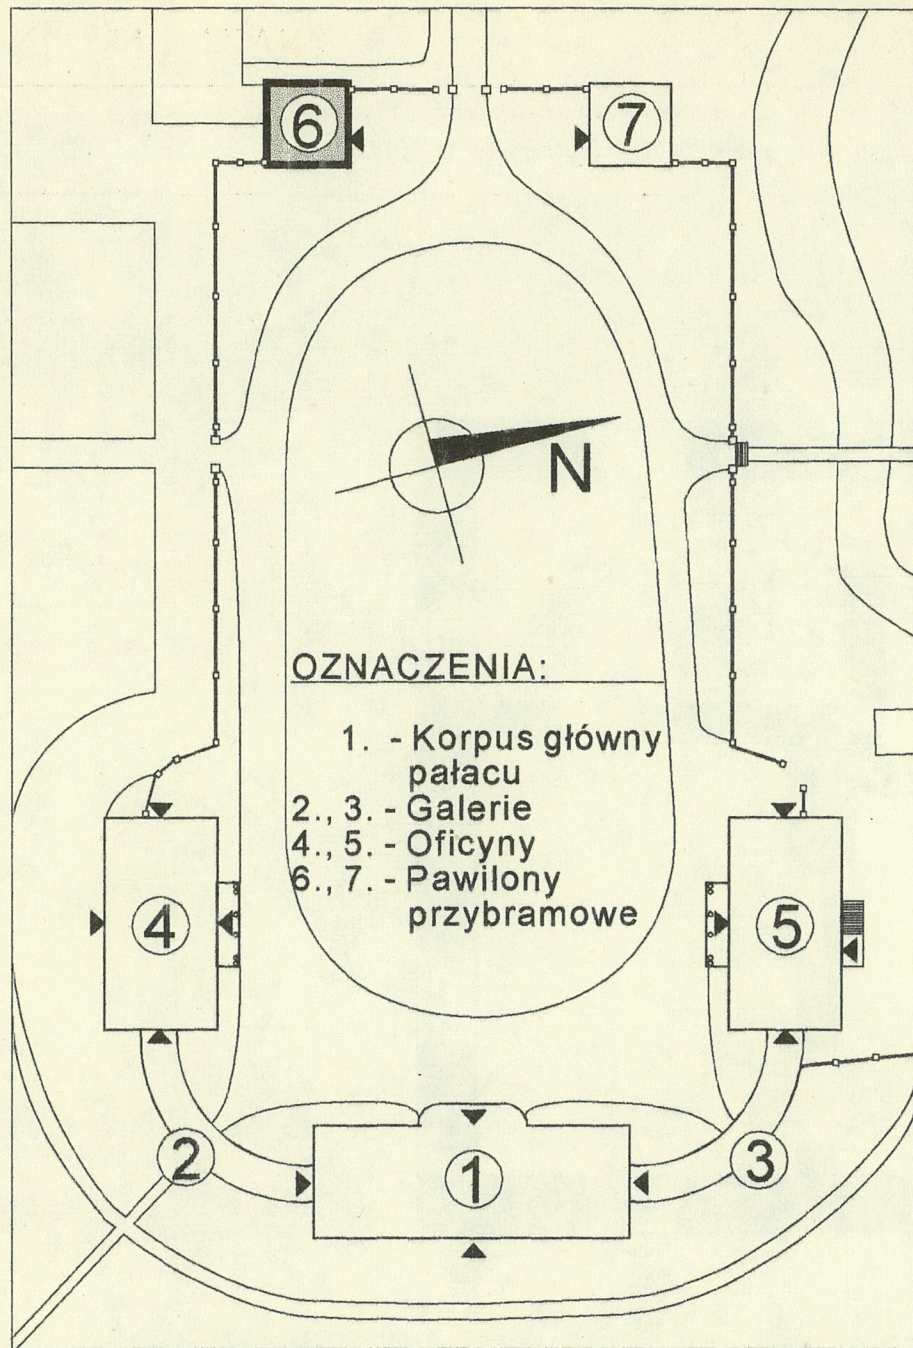 6
7
N
OZNACZENIA:
1. - Korpus główny
pałacu
2., 3. - Galerie
4., 5. - Oficyny
6., 7. - Pawilony
przybramowe
4
5
2
1
3